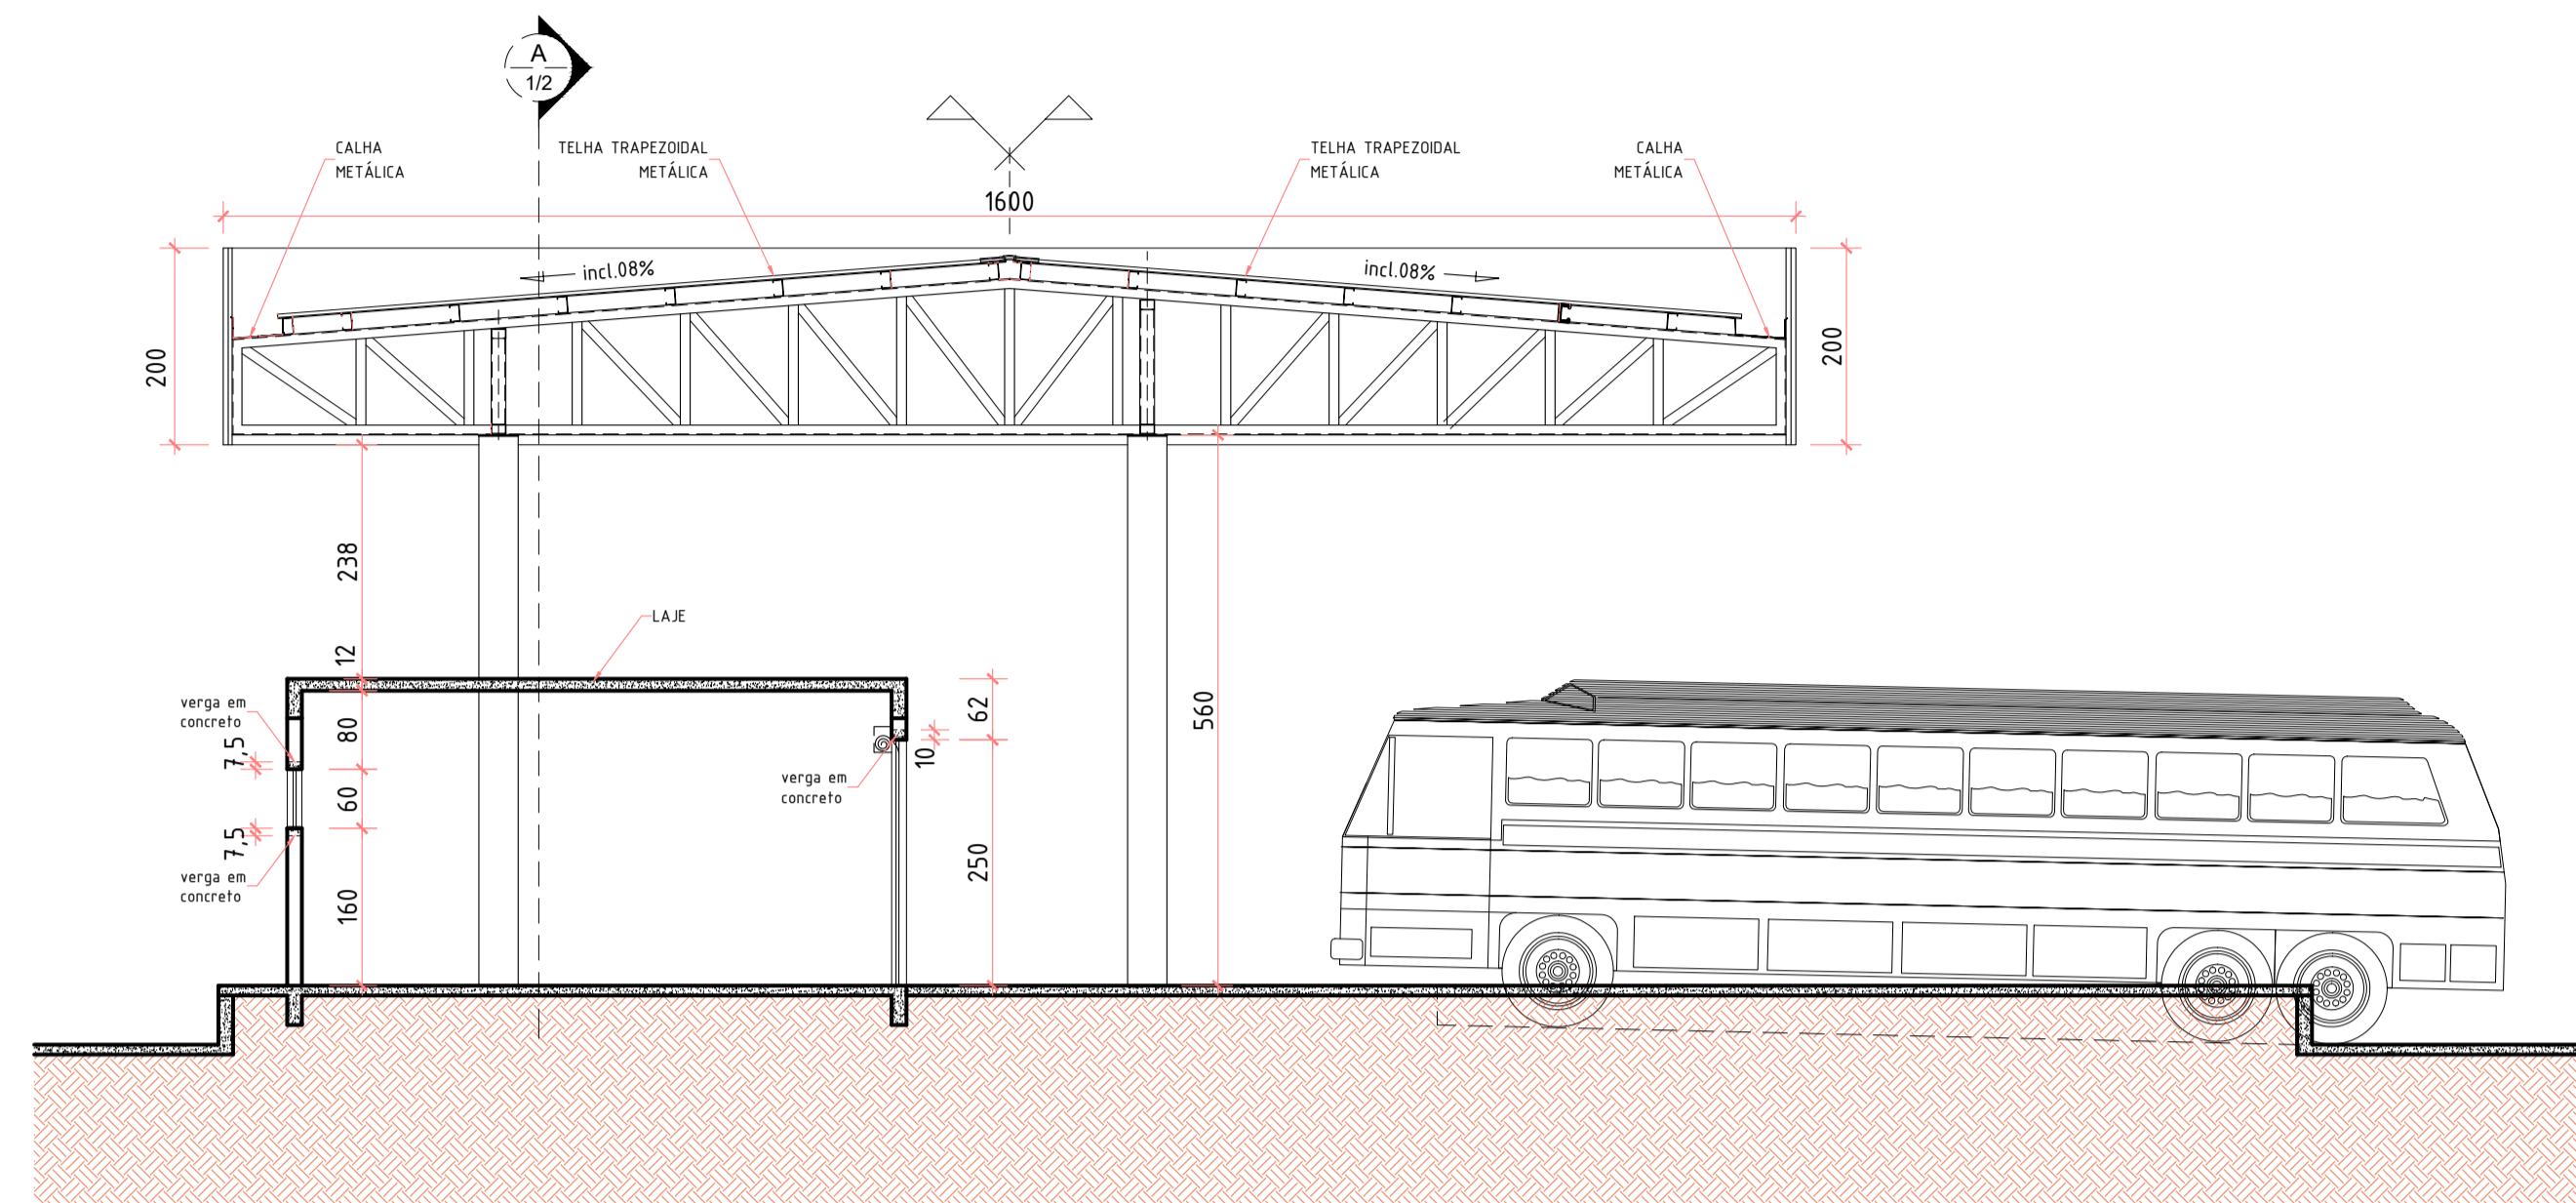 A
1/2
CALHA
METÁLICA
TELHA TRAPEZOIDAL
METÁLICA
TELHA TRAPEZOIDAL
METÁLICA
CALHA
METÁLICA
1600
incl.08%
incl.08%
200
200
238
12
LAJE
verga em
concreto
7,5
80
62
10
560
verga em
concreto
60
7,5
verga em
concreto
160
250